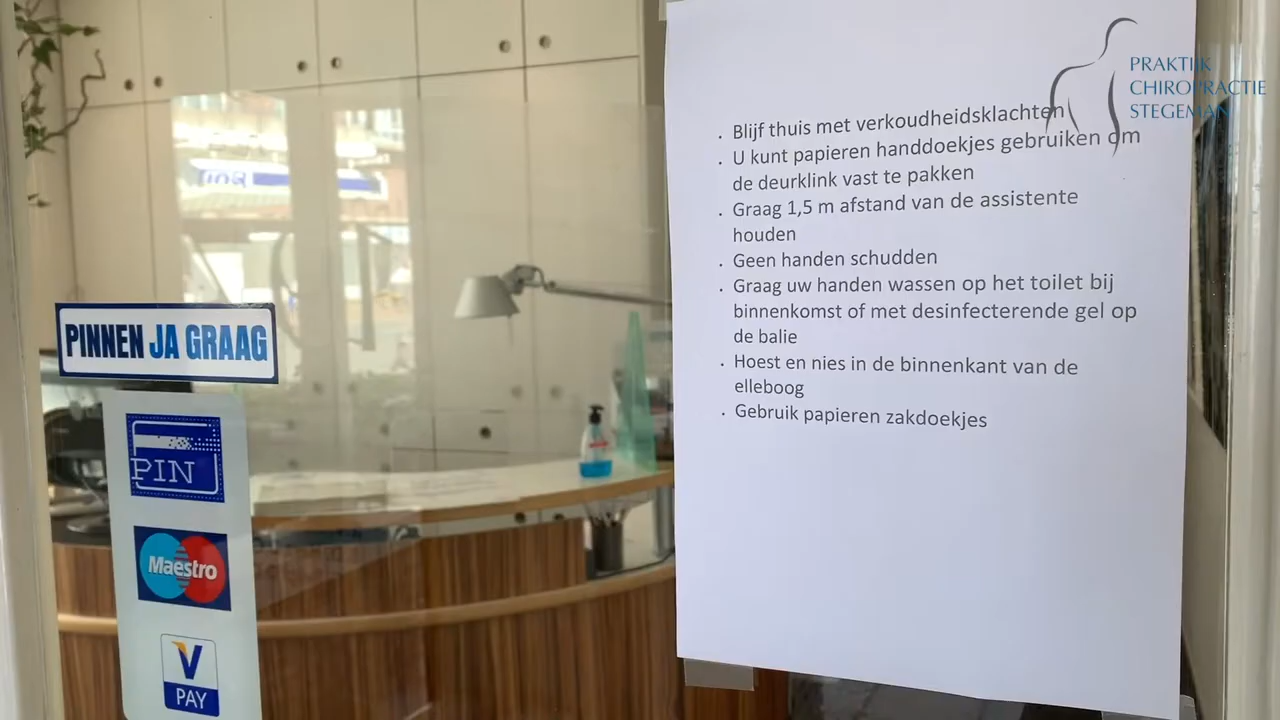 PRAKTIJK
CHIROPRACTIE
STEGEMAN
. Blijf thuis met verkoudheidsklachten
. U kunt papieren handdoekjes gebruiken om
de deurklink vast te pakken
. Graag 1,5 m afstand van de assistente
houden
. Geen handen schudden
. Graag uw handen wassen op het toilet bij
binnenkomst of met desinfecterende gel op
de balie
. Hoest en nies in de binnenkant van de
elleboog
. Gebruik papieren zakdoekjes
PINNEN JA GRAAG
PIN
Maestro
V
PAY